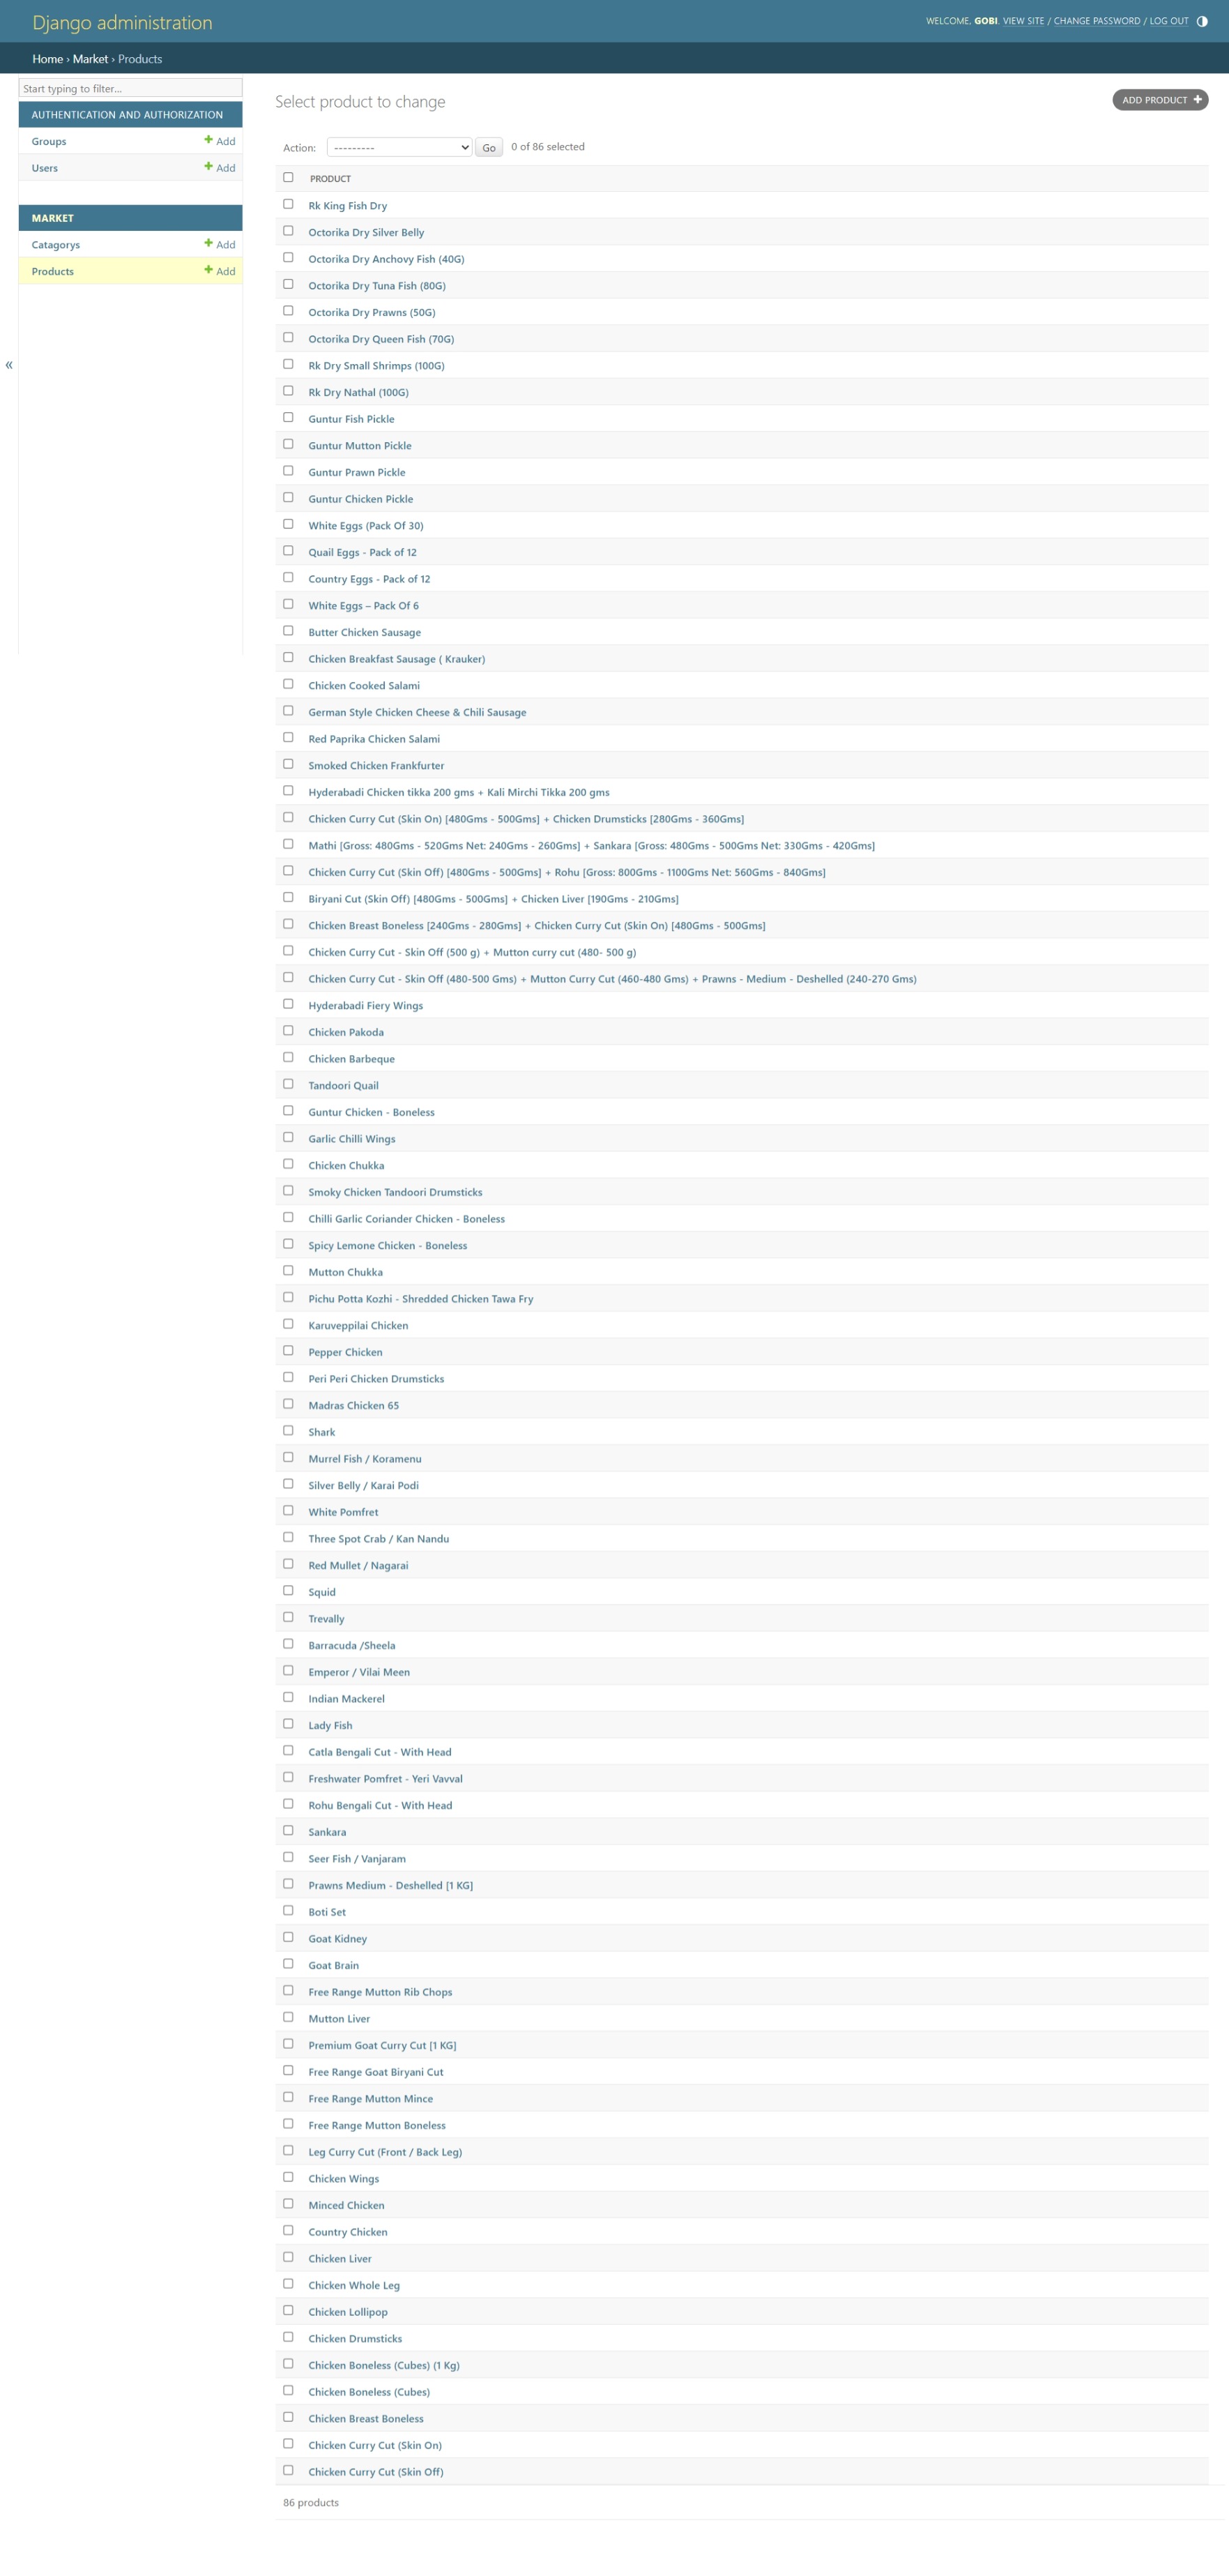 Django administration
WELCOME, GOBI. VIEW SITE / CHANGE PASSWORD / LOG OUT
Home › Market › Products
Start typing to filter...
AUTHENTICATION AND AUTHORIZATION
Groups + Add
Users + Add
MARKET
Catagorys + Add
Products + Add
«
Select product to change
ADD PRODUCT +
Action: --------- Go 0 of 86 selected
PRODUCT
Rk King Fish Dry
Octorika Dry Silver Belly
Octorika Dry Anchovy Fish (40G)
Octorika Dry Tuna Fish (80G)
Octorika Dry Prawns (50G)
Octorika Dry Queen Fish (70G)
Rk Dry Small Shrimps (100G)
Rk Dry Nathal (100G)
Guntur Fish Pickle
Guntur Mutton Pickle
Guntur Prawn Pickle
Guntur Chicken Pickle
White Eggs (Pack Of 30)
Quail Eggs - Pack of 12
Country Eggs - Pack of 12
White Eggs – Pack Of 6
Butter Chicken Sausage
Chicken Breakfast Sausage ( Krauker)
Chicken Cooked Salami
German Style Chicken Cheese & Chili Sausage
Red Paprika Chicken Salami
Smoked Chicken Frankfurter
Hyderabadi Chicken tikka 200 gms + Kali Mirchi Tikka 200 gms
Chicken Curry Cut (Skin On) [480Gms - 500Gms] + Chicken Drumsticks [280Gms - 360Gms]
Mathi [Gross: 480Gms - 520Gms Net: 240Gms - 260Gms] + Sankara [Gross: 480Gms - 500Gms Net: 330Gms - 420Gms]
Chicken Curry Cut (Skin Off) [480Gms - 500Gms] + Rohu [Gross: 800Gms - 1100Gms Net: 560Gms - 840Gms]
Biryani Cut (Skin Off) [480Gms - 500Gms] + Chicken Liver [190Gms - 210Gms]
Chicken Breast Boneless [240Gms - 280Gms] + Chicken Curry Cut (Skin On) [480Gms - 500Gms]
Chicken Curry Cut - Skin Off (500 g) + Mutton curry cut (480- 500 g)
Chicken Curry Cut - Skin Off (480-500 Gms) + Mutton Curry Cut (460-480 Gms) + Prawns - Medium - Deshelled (240-270 Gms)
Hyderabadi Fiery Wings
Chicken Pakoda
Chicken Barbeque
Tandoori Quail
Guntur Chicken - Boneless
Garlic Chilli Wings
Chicken Chukka
Smoky Chicken Tandoori Drumsticks
Chilli Garlic Coriander Chicken - Boneless
Spicy Lemone Chicken - Boneless
Mutton Chukka
Pichu Potta Kozhi - Shredded Chicken Tawa Fry
Karuveppilai Chicken
Pepper Chicken
Peri Peri Chicken Drumsticks
Madras Chicken 65
Shark
Murrel Fish / Koramenu
Silver Belly / Karai Podi
White Pomfret
Three Spot Crab / Kan Nandu
Red Mullet / Nagarai
Squid
Trevally
Barracuda /Sheela
Emperor / Vilai Meen
Indian Mackerel
Lady Fish
Catla Bengali Cut - With Head
Freshwater Pomfret - Yeri Vavval
Rohu Bengali Cut - With Head
Sankara
Seer Fish / Vanjaram
Prawns Medium - Deshelled [1 KG]
Boti Set
Goat Kidney
Goat Brain
Free Range Mutton Rib Chops
Mutton Liver
Premium Goat Curry Cut [1 KG]
Free Range Goat Biryani Cut
Free Range Mutton Mince
Free Range Mutton Boneless
Leg Curry Cut (Front / Back Leg)
Chicken Wings
Minced Chicken
Country Chicken
Chicken Liver
Chicken Whole Leg
Chicken Lollipop
Chicken Drumsticks
Chicken Boneless (Cubes) (1 Kg)
Chicken Boneless (Cubes)
Chicken Breast Boneless
Chicken Curry Cut (Skin On)
Chicken Curry Cut (Skin Off)
86 products